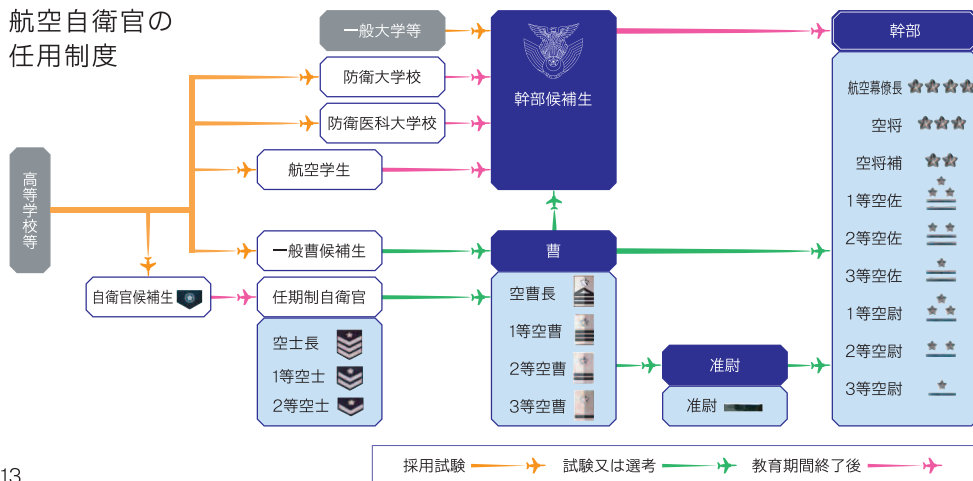 航空自衛官の
任用制度
高等学校等
一般大学等
防衛大学校
防衛医科大学校
航空学生
一般曹候補生
自衛官候補生
任期制自衛官
空士長
1等空士
2等空士
幹部候補生
曹
空曹長
1等空曹
2等空曹
3等空曹
准尉
准尉
幹部
航空幕僚長
空将
空将補
1等空佐
2等空佐
3等空佐
1等空尉
2等空尉
3等空尉
採用試験
試験又は選考
教育期間終了後
13